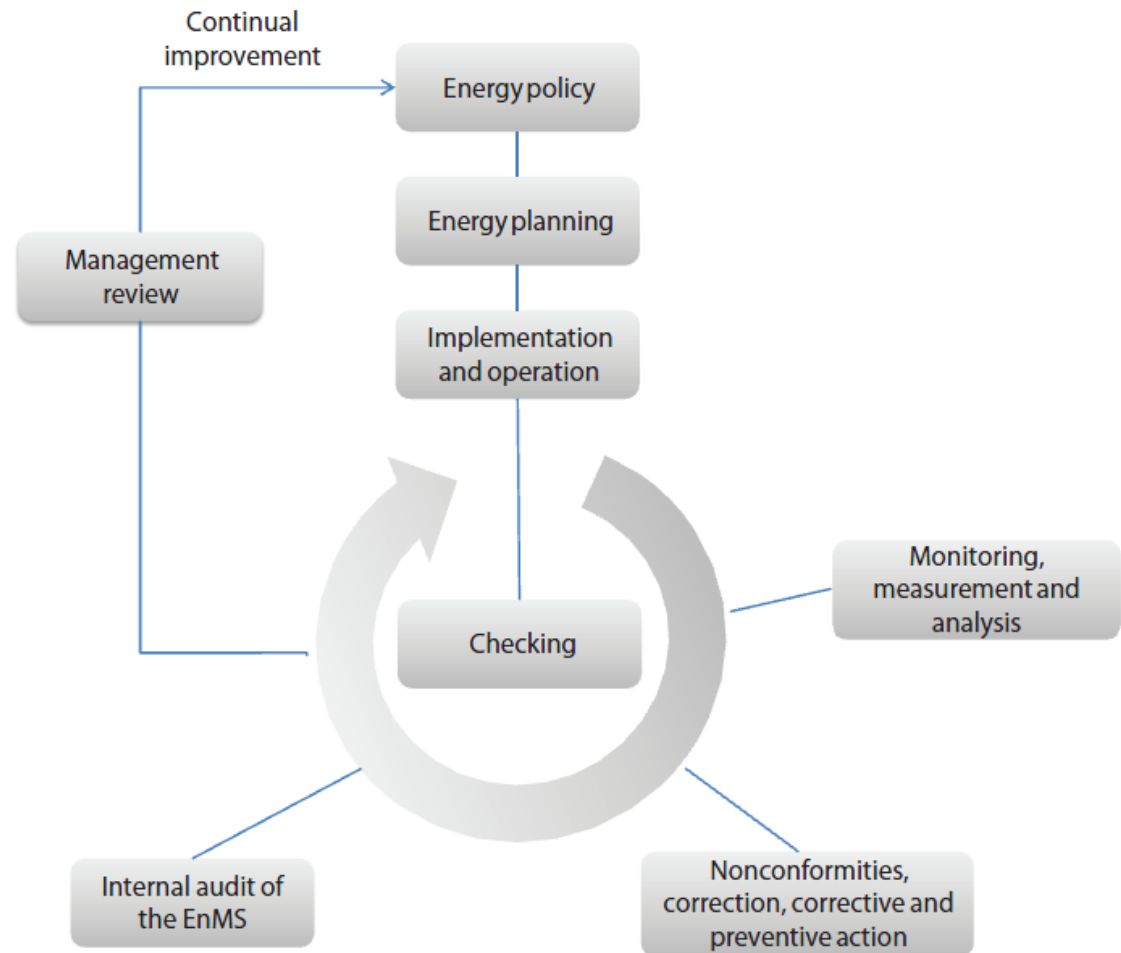 Continual
improvement
Energy policy
Energy planning
Management
review
Implementation
and operation
Monitoring,
measurement and
analysis
Checking
Internal audit of
the EnMS
Nonconformities,
correction, corrective and
preventive action